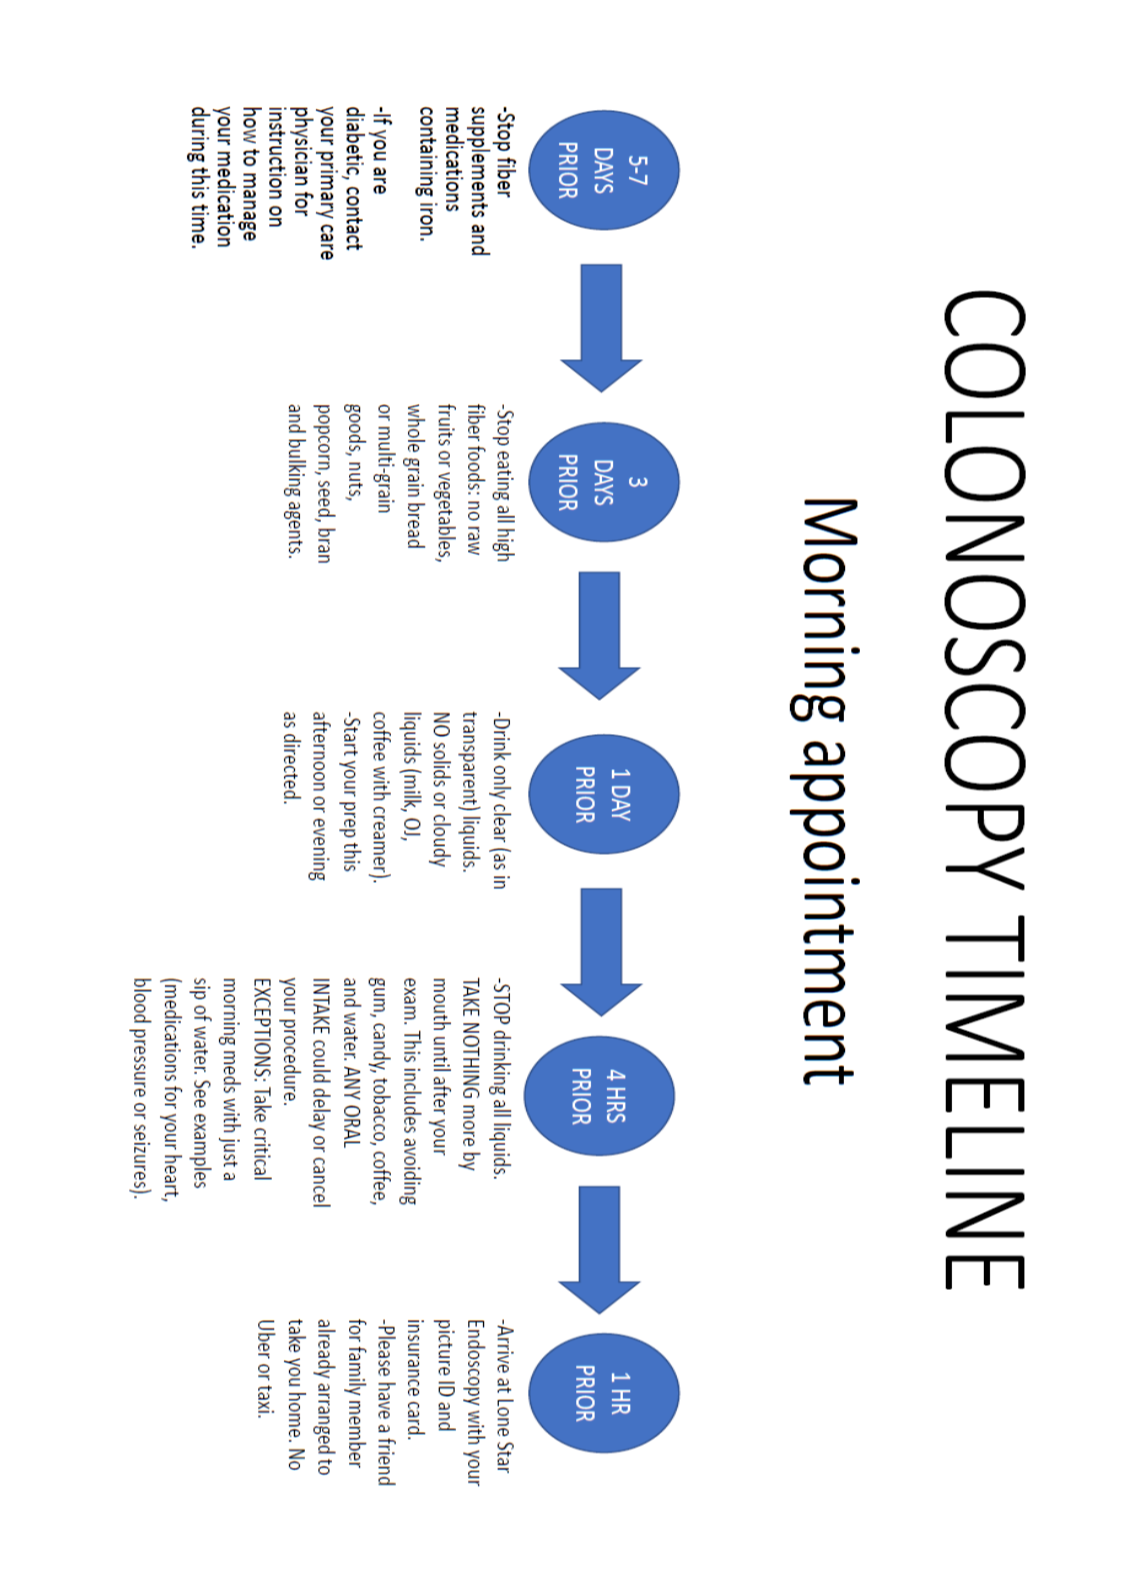 COLONOSCOPY TIMELINE
Morning appointment
5-7
DAYS
PRIOR
-Stop fiber
supplements and
medications
containing iron.
-If you are
diabetic, contact
your primary care
physician for
instruction on
how to manage
your medication
during this time.
3
DAYS
PRIOR
-Stop eating all high
fiber foods: no raw
fruits or vegetables,
whole grain bread
or multi-grain
goods, nuts,
popcorn, seed, bran
and bulking agents.
1 DAY
PRIOR
-Drink only clear (as in
transparent) liquids.
NO solids or cloudy
liquids (milk, OJ,
coffee with creamer).
-Start your prep this
afternoon or evening
as directed.
4 HRS
PRIOR
-STOP drinking all liquids.
TAKE NOTHING more by
mouth until after your
exam. This includes avoiding
gum, candy, tobacco, coffee,
and water. ANY ORAL
INTAKE could delay or cancel
your procedure.
EXCEPTIONS: Take critical
morning meds with just a
sip of water. See examples
(medications for your heart,
blood pressure or seizures).
1 HR
PRIOR
-Arrive at Lone Star
Endoscopy with your
picture ID and
insurance card.
-Please have a friend
for family member
already arranged to
take you home. No
Uber or taxi.